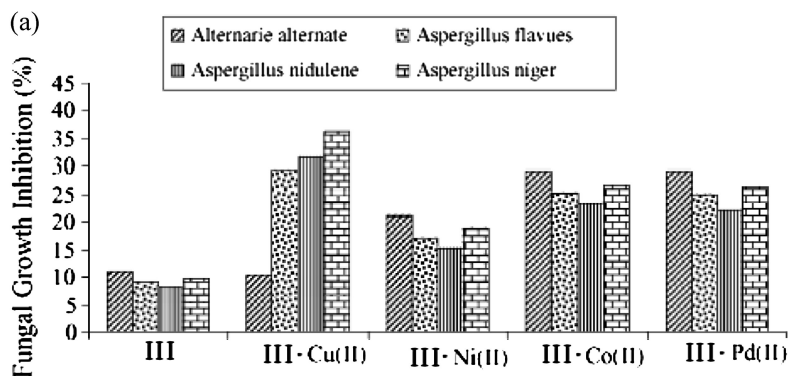 (a)
Alternarie alternate Aspergillus flavues
Aspergillus nidulene Aspergillus niger
Fungal Growth Inhibition (%)
45
40
35
30
25
20
15
10
5
0
III III·Cu(II) III·Ni(II) III·Co(II) III·Pd(II)